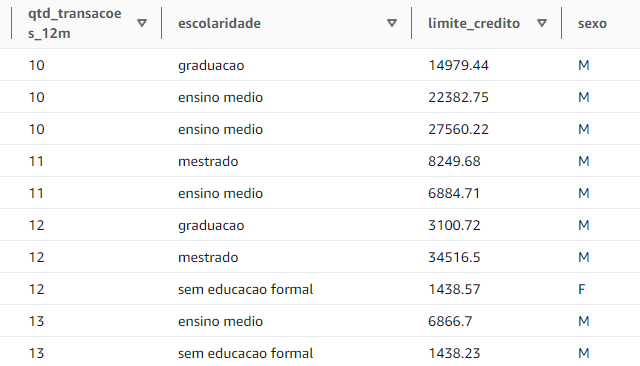 qtd_transacoe
s_12m escolaridade limite_credito sexo
10 graduacao 14979.44 M
10 ensino medio 22382.75 M
10 ensino medio 27560.22 M
11 mestrado 8249.68 M
11 ensino medio 6884.71 M
12 graduacao 3100.72 M
12 mestrado 34516.5 M
12 sem educacao formal 1438.57 F
13 ensino medio 6866.7 M
13 sem educacao formal 1438.23 M